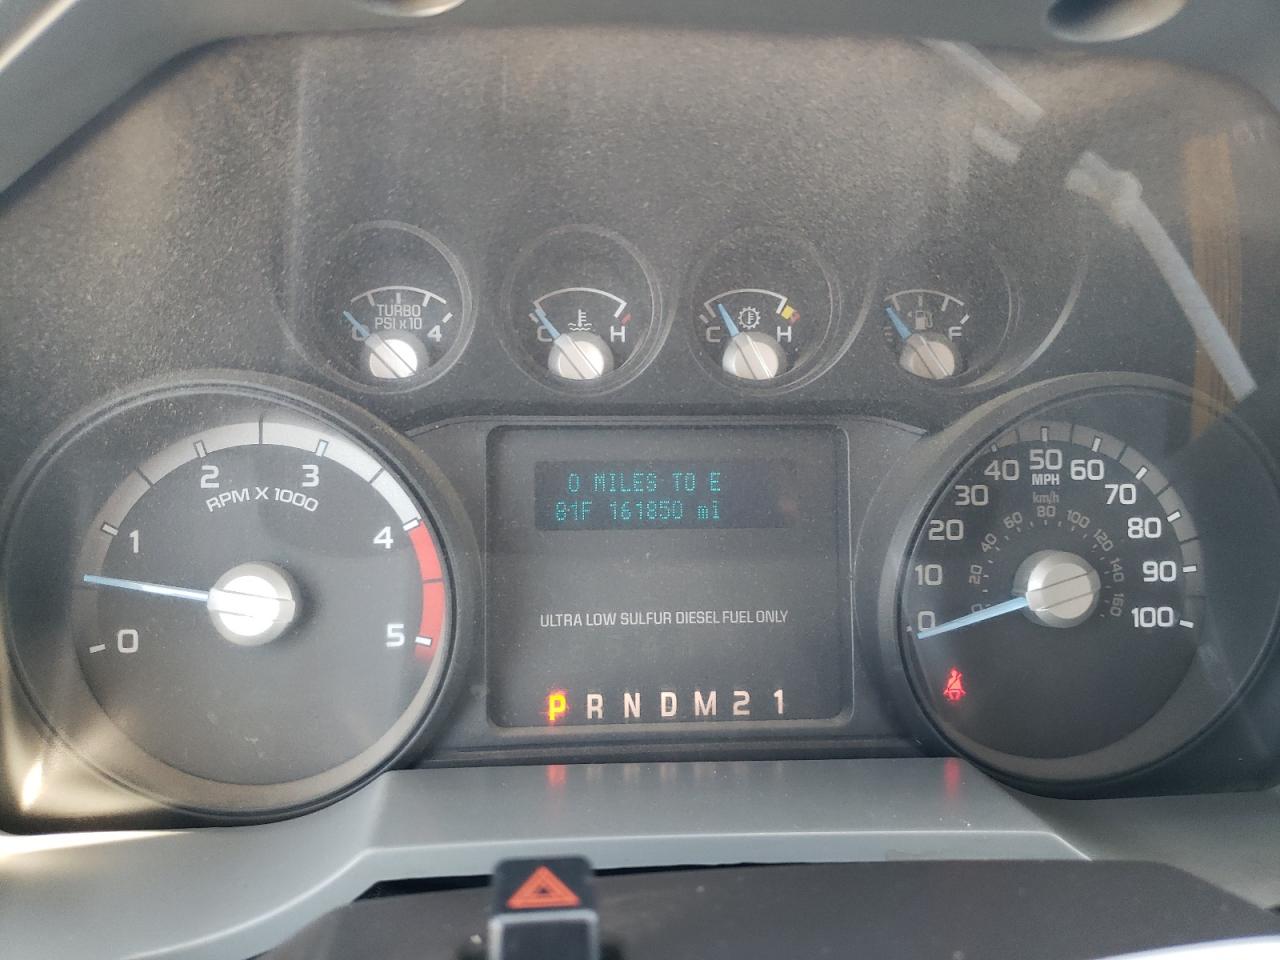 TURBO
PSI x 10
4
C H
C H
F
0 1 2 3 4 5
RPM X 1000
0 MILES TO E
81F 161850 mi
ULTRA LOW SULFUR DIESEL FUEL ONLY
P R N D M 2 1
0 10 20 30 40 50 60 70 80 90 100
MPH
km/h
20 40 60 80 100 120 140 160